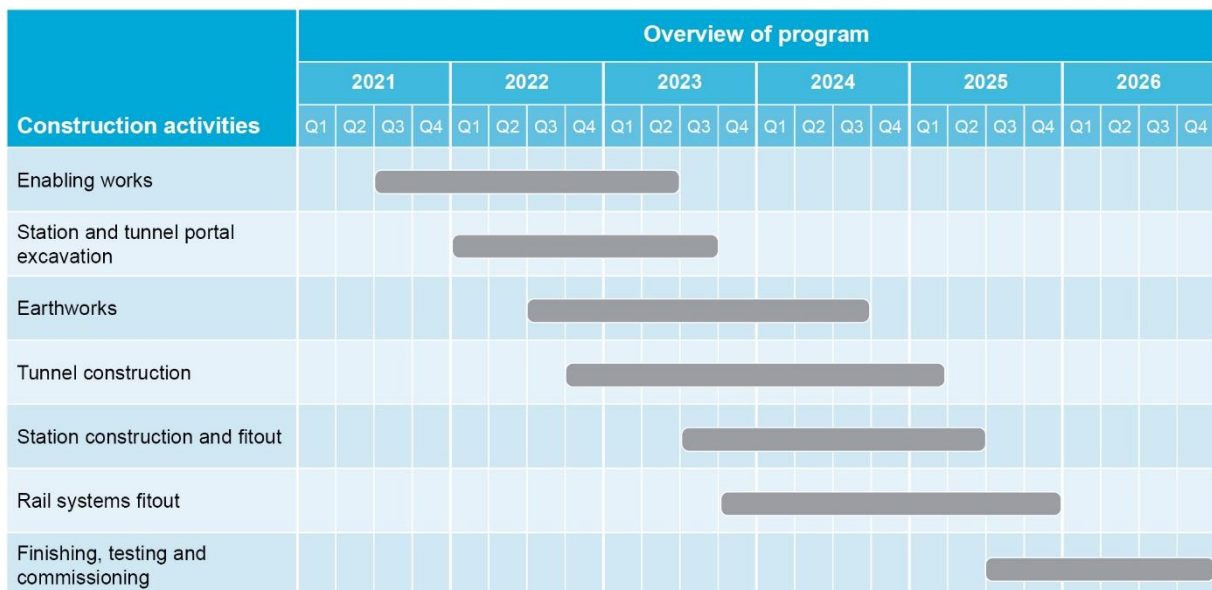 Overview of program
2021 2022 2023 2024 2025 2026
Construction activities Q1 Q2 Q3 Q4 Q1 Q2 Q3 Q4 Q1 Q2 Q3 Q4 Q1 Q2 Q3 Q4 Q1 Q2 Q3 Q4 Q1 Q2 Q3 Q4
Enabling works
Station and tunnel portal
excavation
Earthworks
Tunnel construction
Station construction and fitout
Rail systems fitout
Finishing, testing and
commissioning